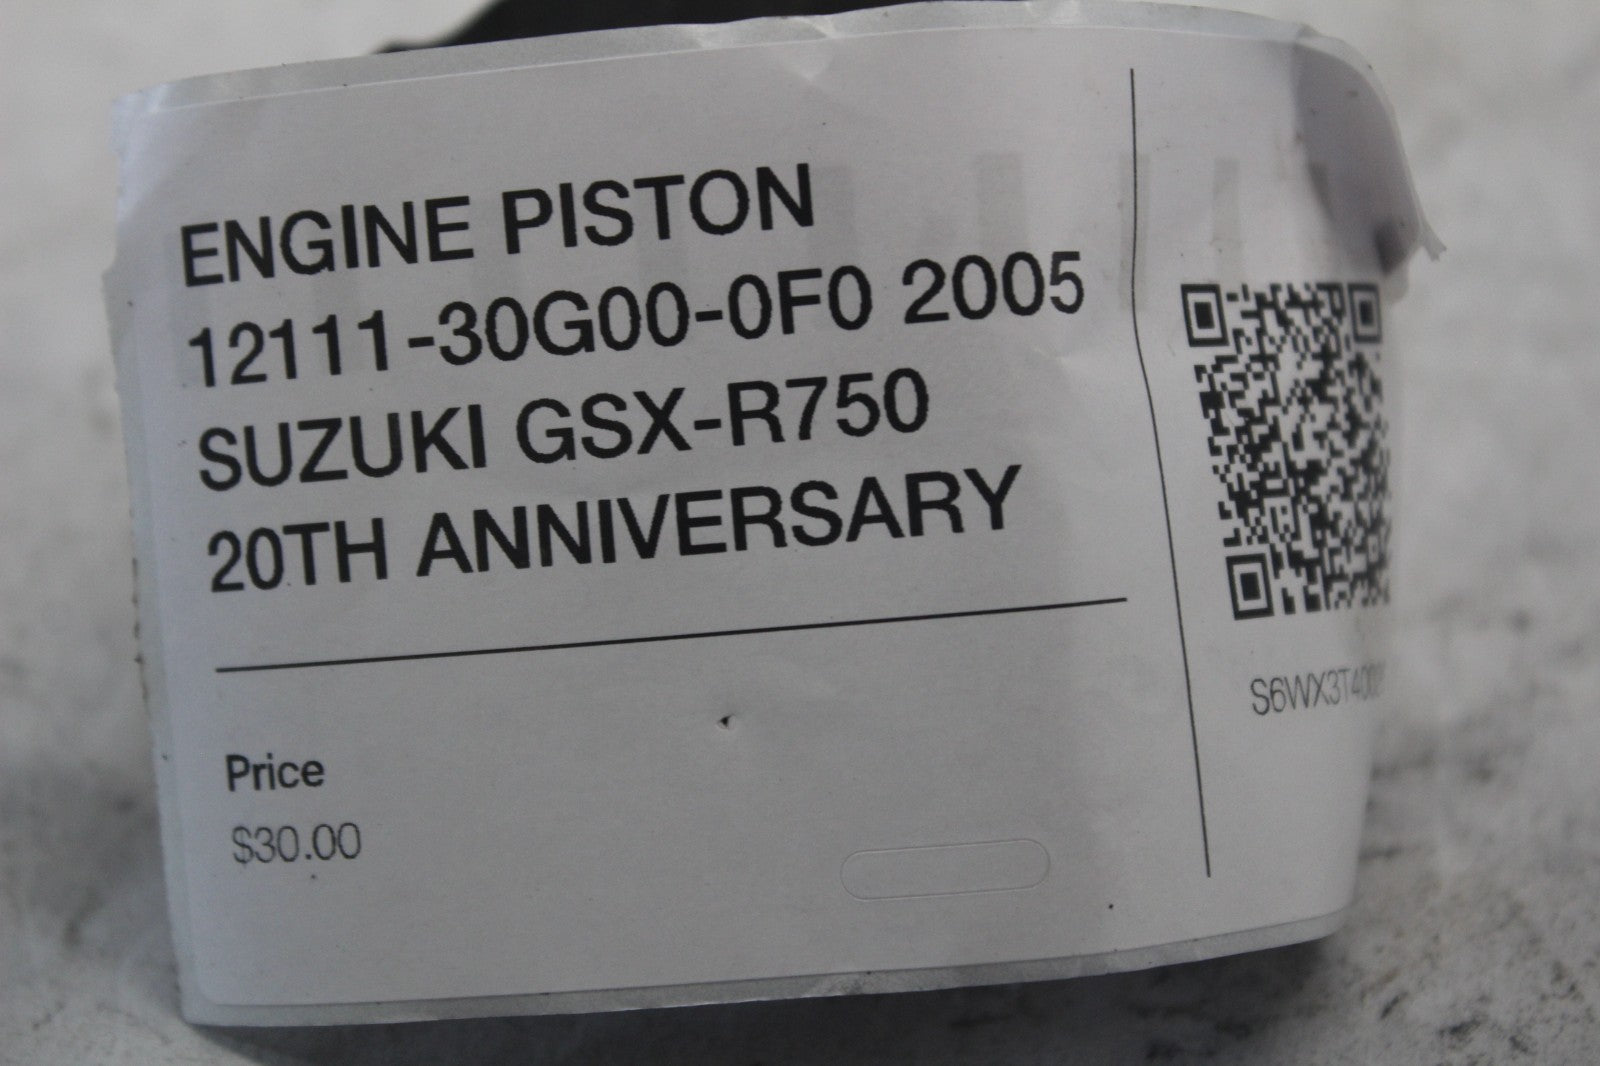 ENGINE PISTON
12111-30G00-0F0 2005
SUZUKI GSX-R750
20TH ANNIVERSARY
Price
$30.00